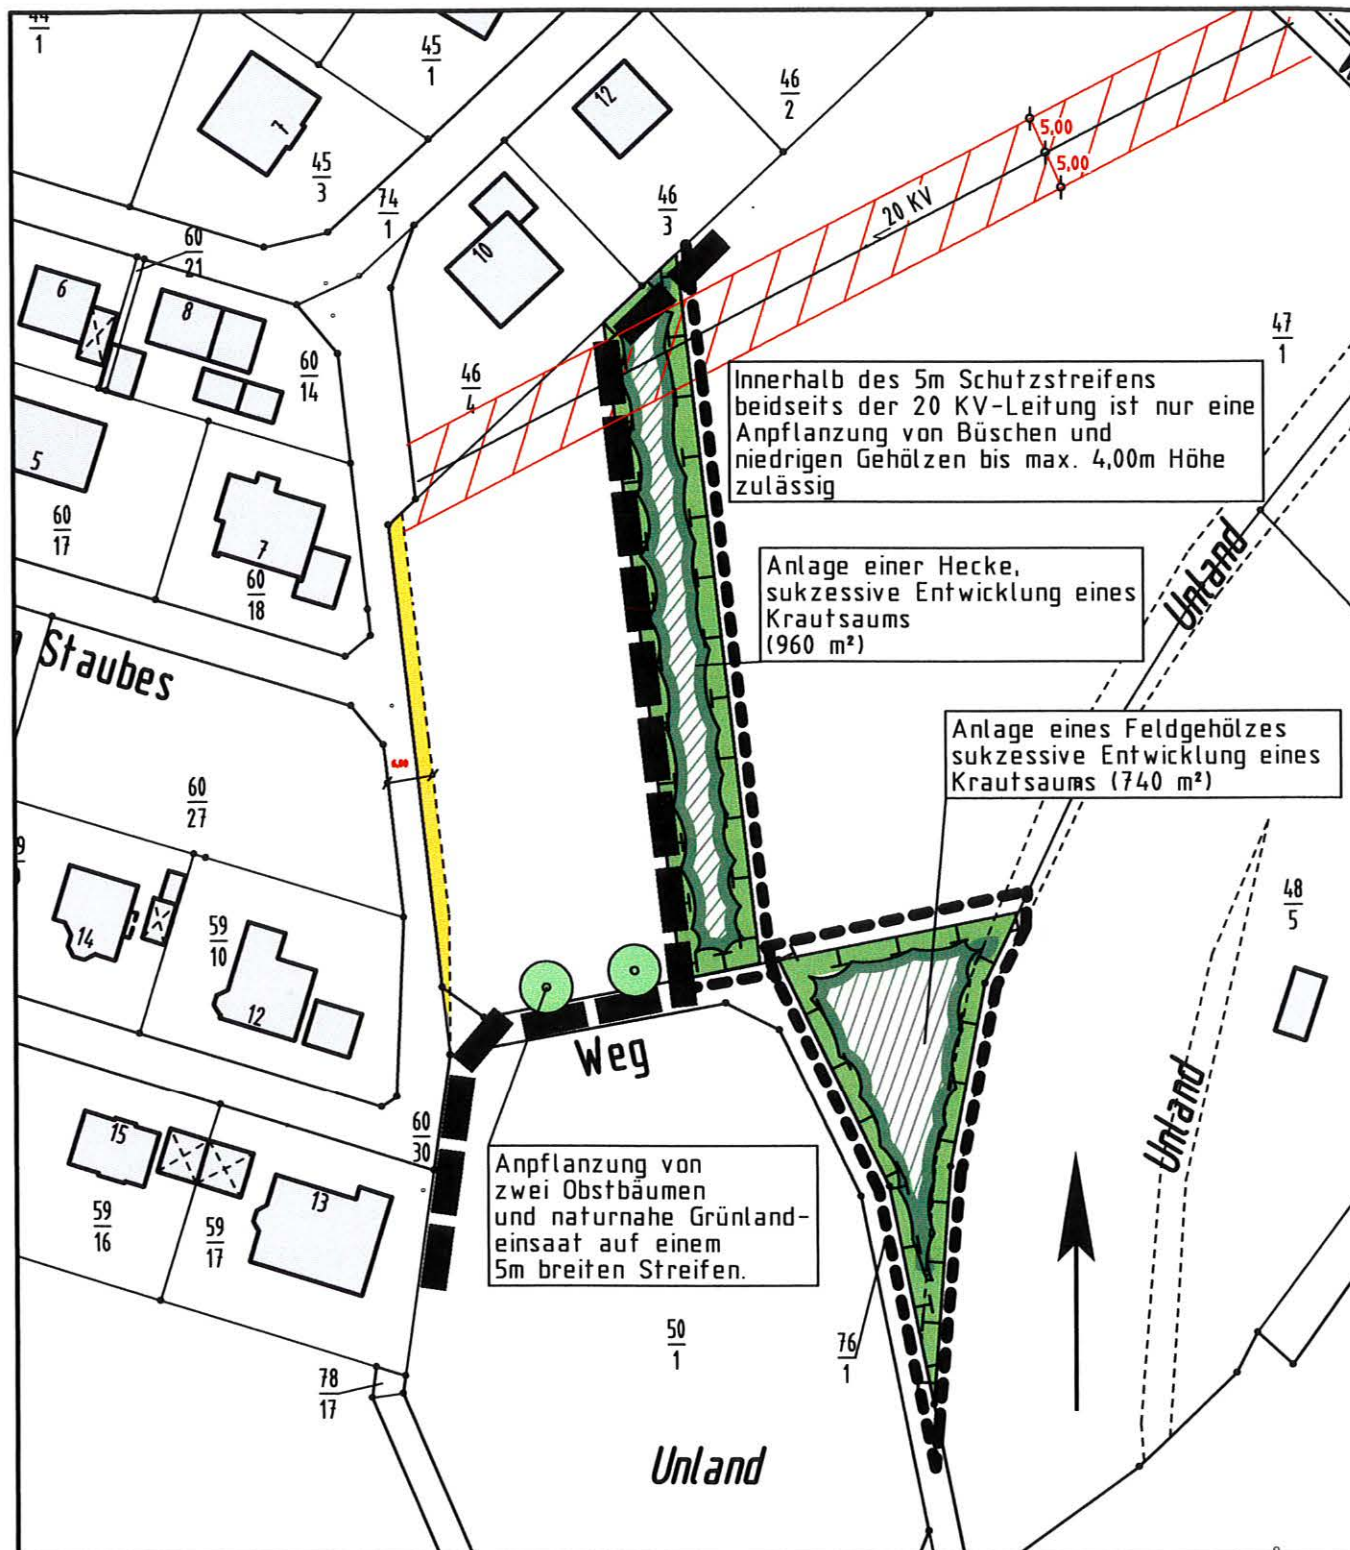 44
1
45
1
12
46
2
7
45
3
5,00
5,00
74
1
46
3
20 KV
60
21
10
6
8
47
1
60
14
46
4
Innerhalb des 5m Schutzstreifens
beidseits der 20 KV-Leitung ist nur eine
Anpflanzung von Büschen und
niedrigen Gehölzen bis max. 4,00m Höhe
zulässig
5
60
17
7
60
18
Unland
Anlage einer Hecke,
sukzessive Entwicklung eines
Krautsaums
(960 m²)
Staubes
Anlage eines Feldgehölzes
sukzessive Entwicklung eines
Krautsaums (740 m²)
6,00
60
27
48
5
14
59
10
12
Weg
Unland
60
30
15
13
59
16
59
17
Anpflanzung von
zwei Obstbäumen
und naturnahe Grünland-
einsaat auf einem
5m breiten Streifen.
50
1
76
1
78
17
Unland